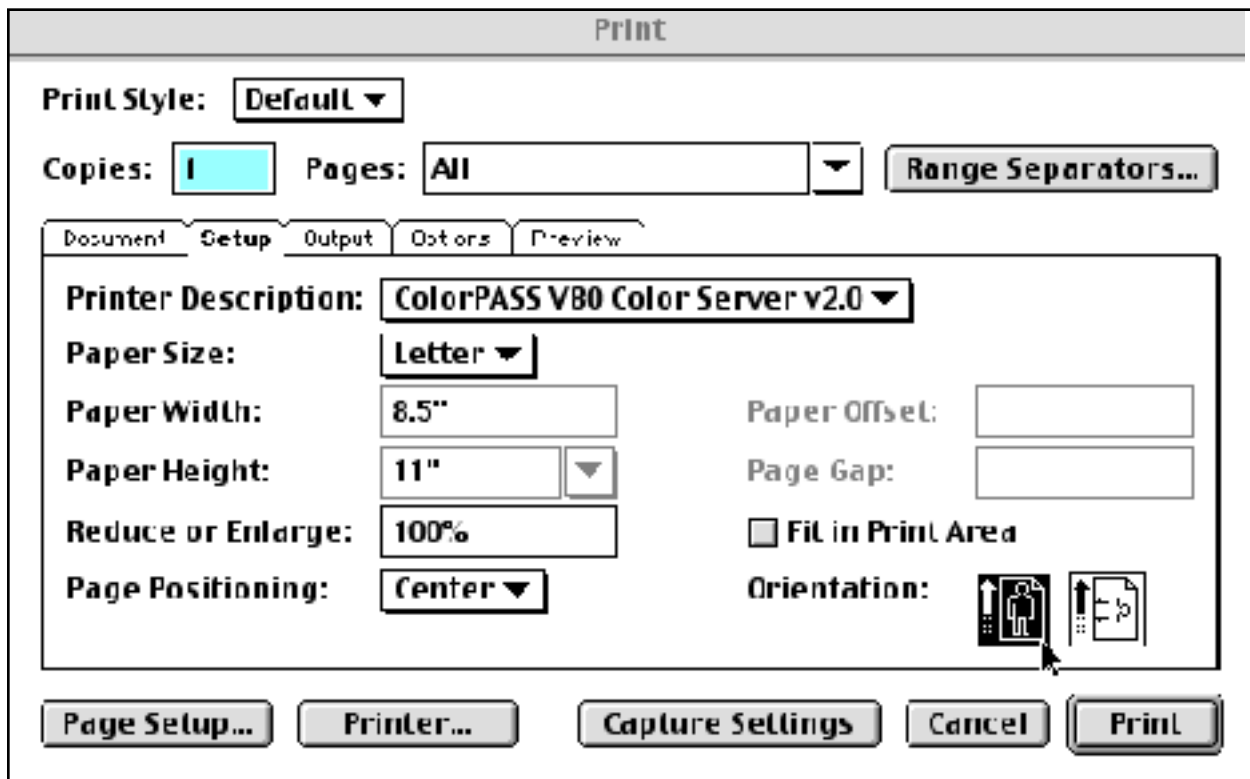 Print
Print Style: Default
Copies: 1 Pages: All Range Separators...
Document Setup Output Options Preview
Printer Description: ColorPASS V80 Color Server v2.0
Paper Size: Letter
Paper Width: 8.5" Paper Offset:
Paper Height: 11" Page Gap:
Reduce or Enlarge: 100% Fit in Print Area
Page Positioning: Center Orientation:
Page Setup... Printer... Capture Settings Cancel Print